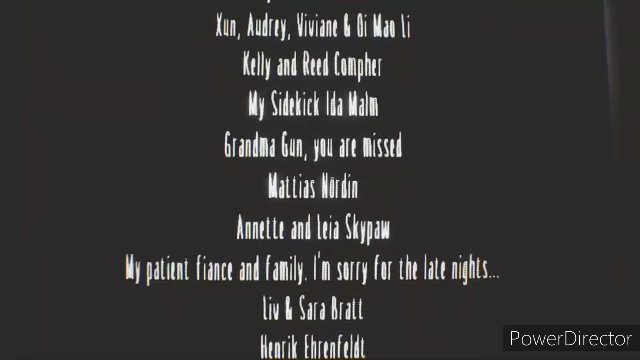 Xun, Audrey, Viviane & Qi Mao Li
Kelly and Reed Compher
My Sidekick Ida Malm
Grandma Gun, you are missed
Mattias Nordin
Annette and Leia Skypaw
My patient fiance and family. I'm sorry for the late nights...
Liv & Sara Bratt
Henrik Ehrenfeldt
PowerDirector